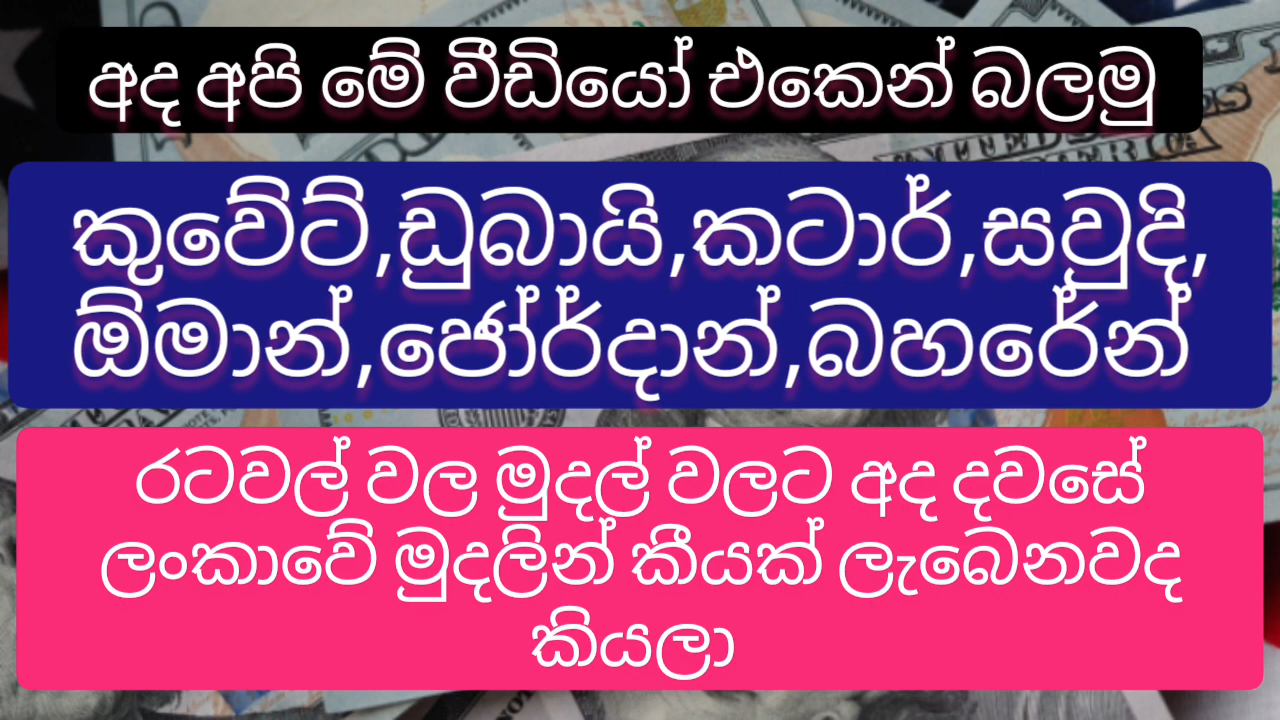 අද අපි මේ වීඩියෝ එකෙන් බලමු
කුවේට්,ඩුබායි,කටාර්,සවුදි,
ඕමාන්,ජෝර්දාන්,බහරේන්
රටවල් වල මුදල් වලට අද දවසේ
ලංකාවේ මුදලින් කීයක් ලැබෙනවද
කියලා